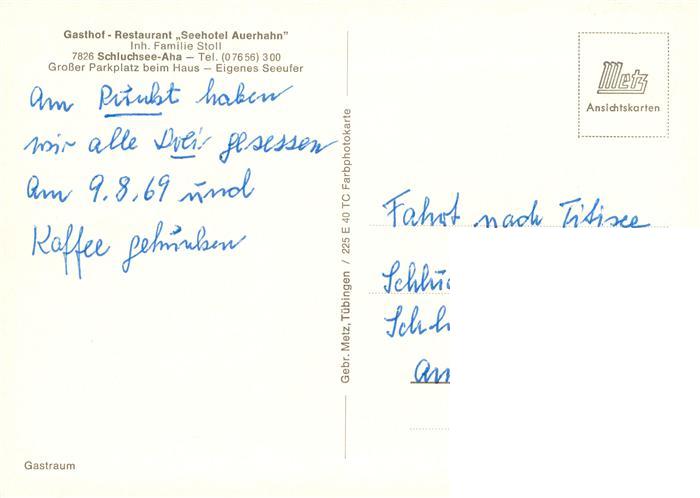 Gasthof - Restaurant „Seehotel Auerhahn"
Inh. Familie Stoll
7826 Schluchsee-Aha — Tel. (07656) 300
Großer Parkplatz beim Haus — Eigenes Seeufer
Am Punkt haben
wir alle Drei gesessen
Am 9.8.69 und
Kaffee getrunken
Gastraum
Gebr. Metz, Tübingen / 225 E 40 TC Farbphotokarte
Metz
Ansichtskarten
Fahrt nach Titisee